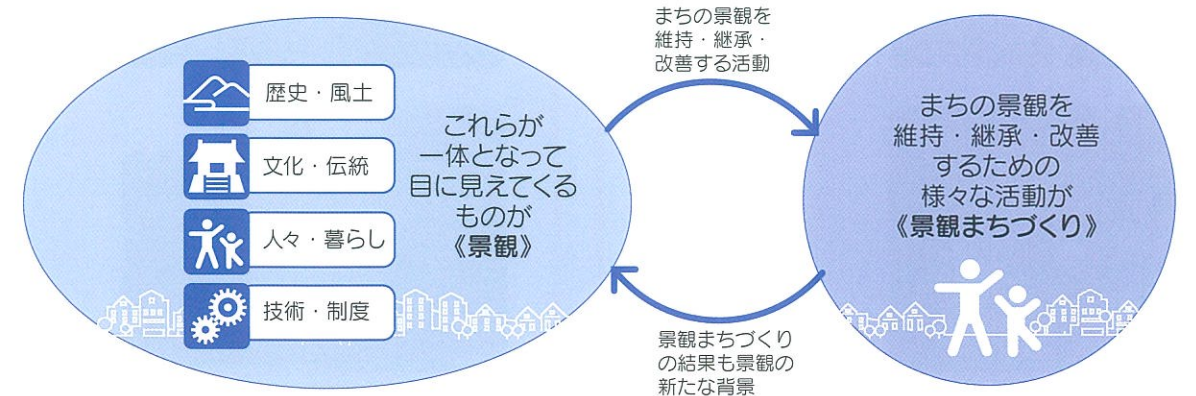 歴史・風土
文化・伝統
人々・暮らし
技術・制度
これらが
一体となって
目に見えてくる
ものが
《景観》
まちの景観を
維持・継承・
改善する活動
まちの景観を
維持・継承・改善
するための
様々な活動が
《景観まちづくり》
景観まちづくり
の結果も景観の
新たな背景